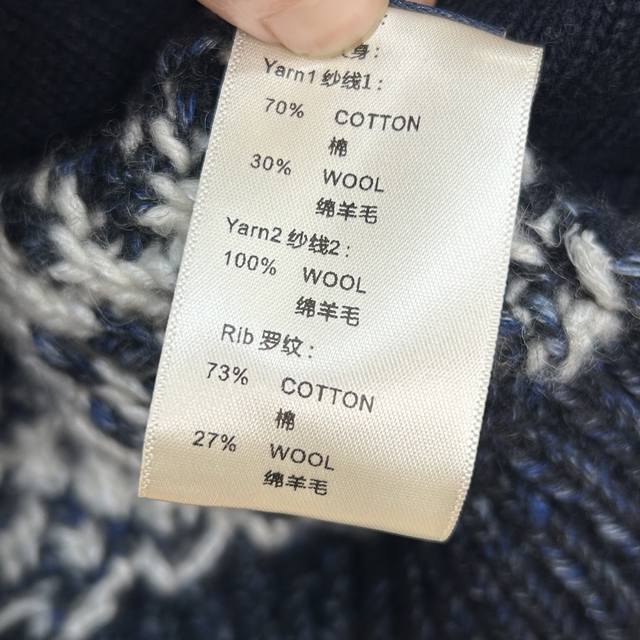 身:
Yarn1 纱线1:
70% COTTON
棉
30% WOOL
绵羊毛
Yarn2 纱线2:
100% WOOL
绵羊毛
Rib 罗纹:
73% COTTON
棉
27% WOOL
绵羊毛